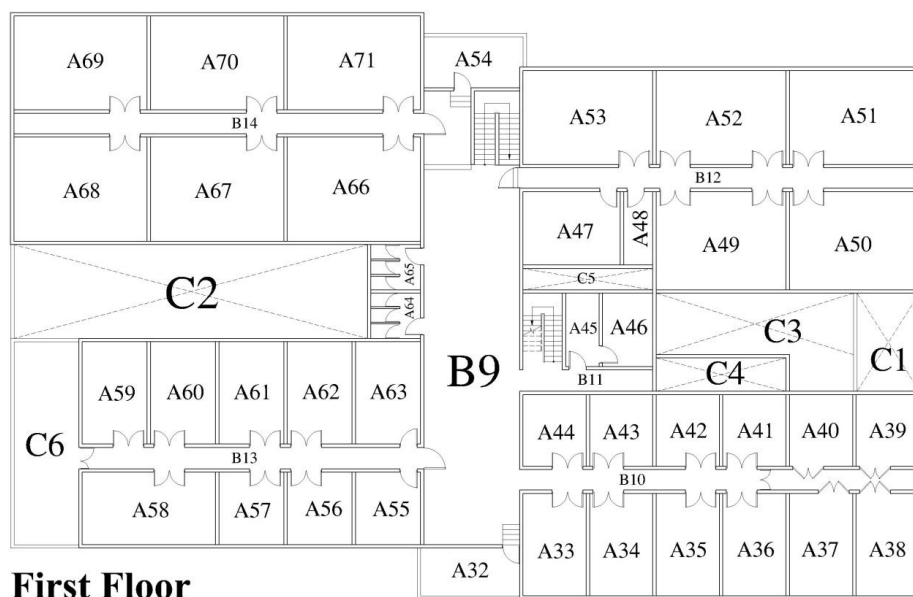 A54
A69 A70 A71
A53 A52 A51
B14
B12
A68 A67 A66
A47 A48 A49 A50
A65
C5
C2
A64
A45 A46 C3
C1
B9
B11
C4
A59 A60 A61 A62 A63
A44 A43 A42 A41 A40 A39
C6
B13
B10
A58 A57 A56 A55
A33 A34 A35 A36 A37 A38
A32
First Floor